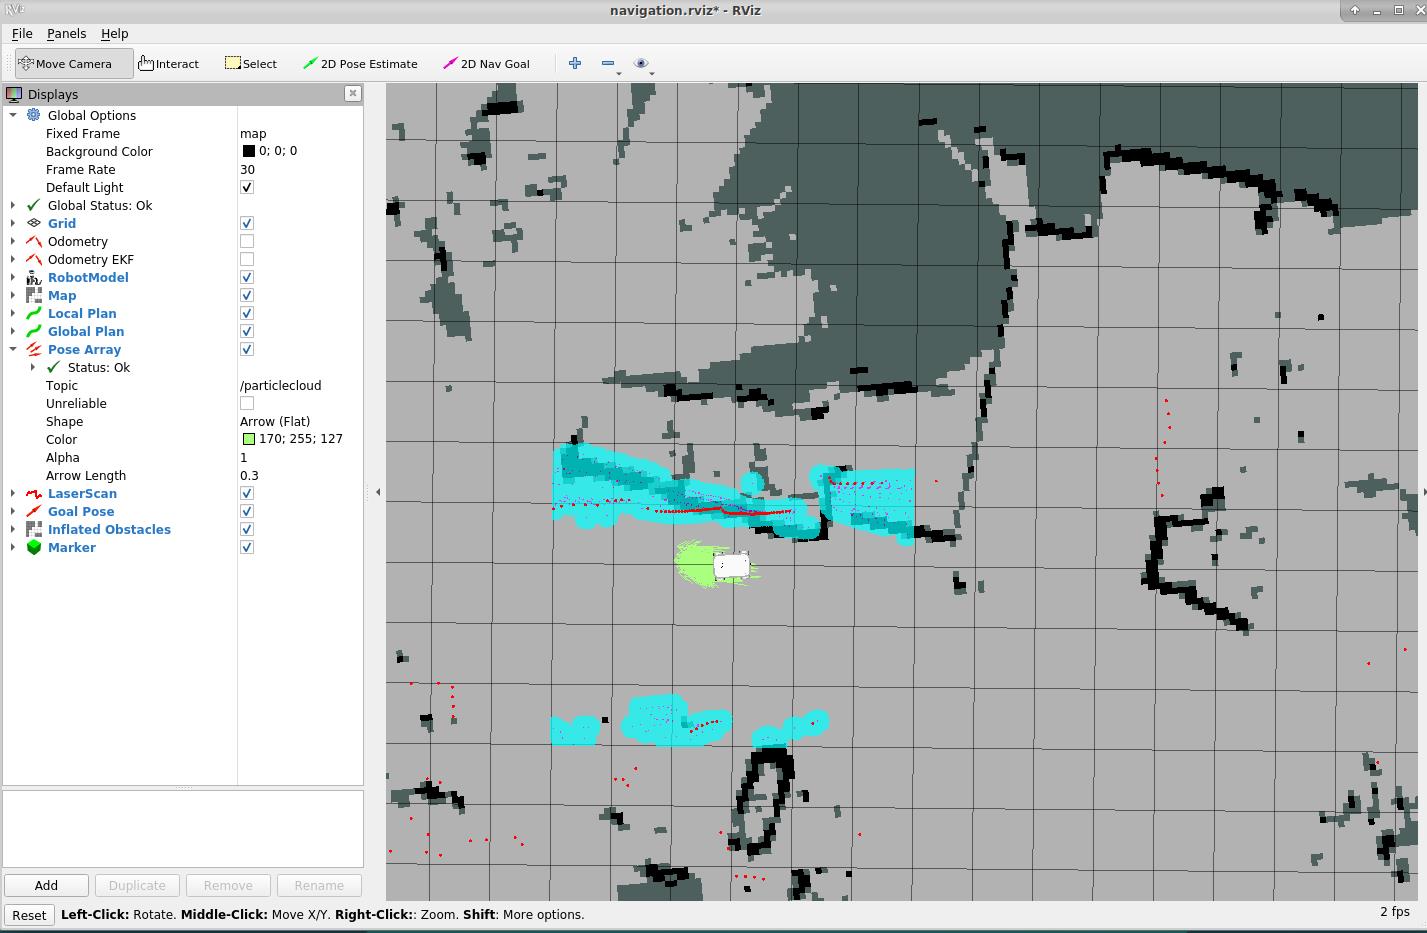 RViz
navigation.rviz* - RViz
File Panels Help
Move Camera Interact Select 2D Pose Estimate 2D Nav Goal
Displays
Global Options
Fixed Frame map
Background Color 0; 0; 0
Frame Rate 30
Default Light
Global Status: Ok
Grid
Odometry
Odometry EKF
RobotModel
Map
Local Plan
Global Plan
Pose Array
Status: Ok
Topic /particlecloud
Unreliable
Shape Arrow (Flat)
Color 170; 255; 127
Alpha 1
Arrow Length 0.3
LaserScan
Goal Pose
Inflated Obstacles
Marker
Add Duplicate Remove Rename
Reset Left-Click: Rotate. Middle-Click: Move X/Y. Right-Click:: Zoom. Shift: More options. 2 fps